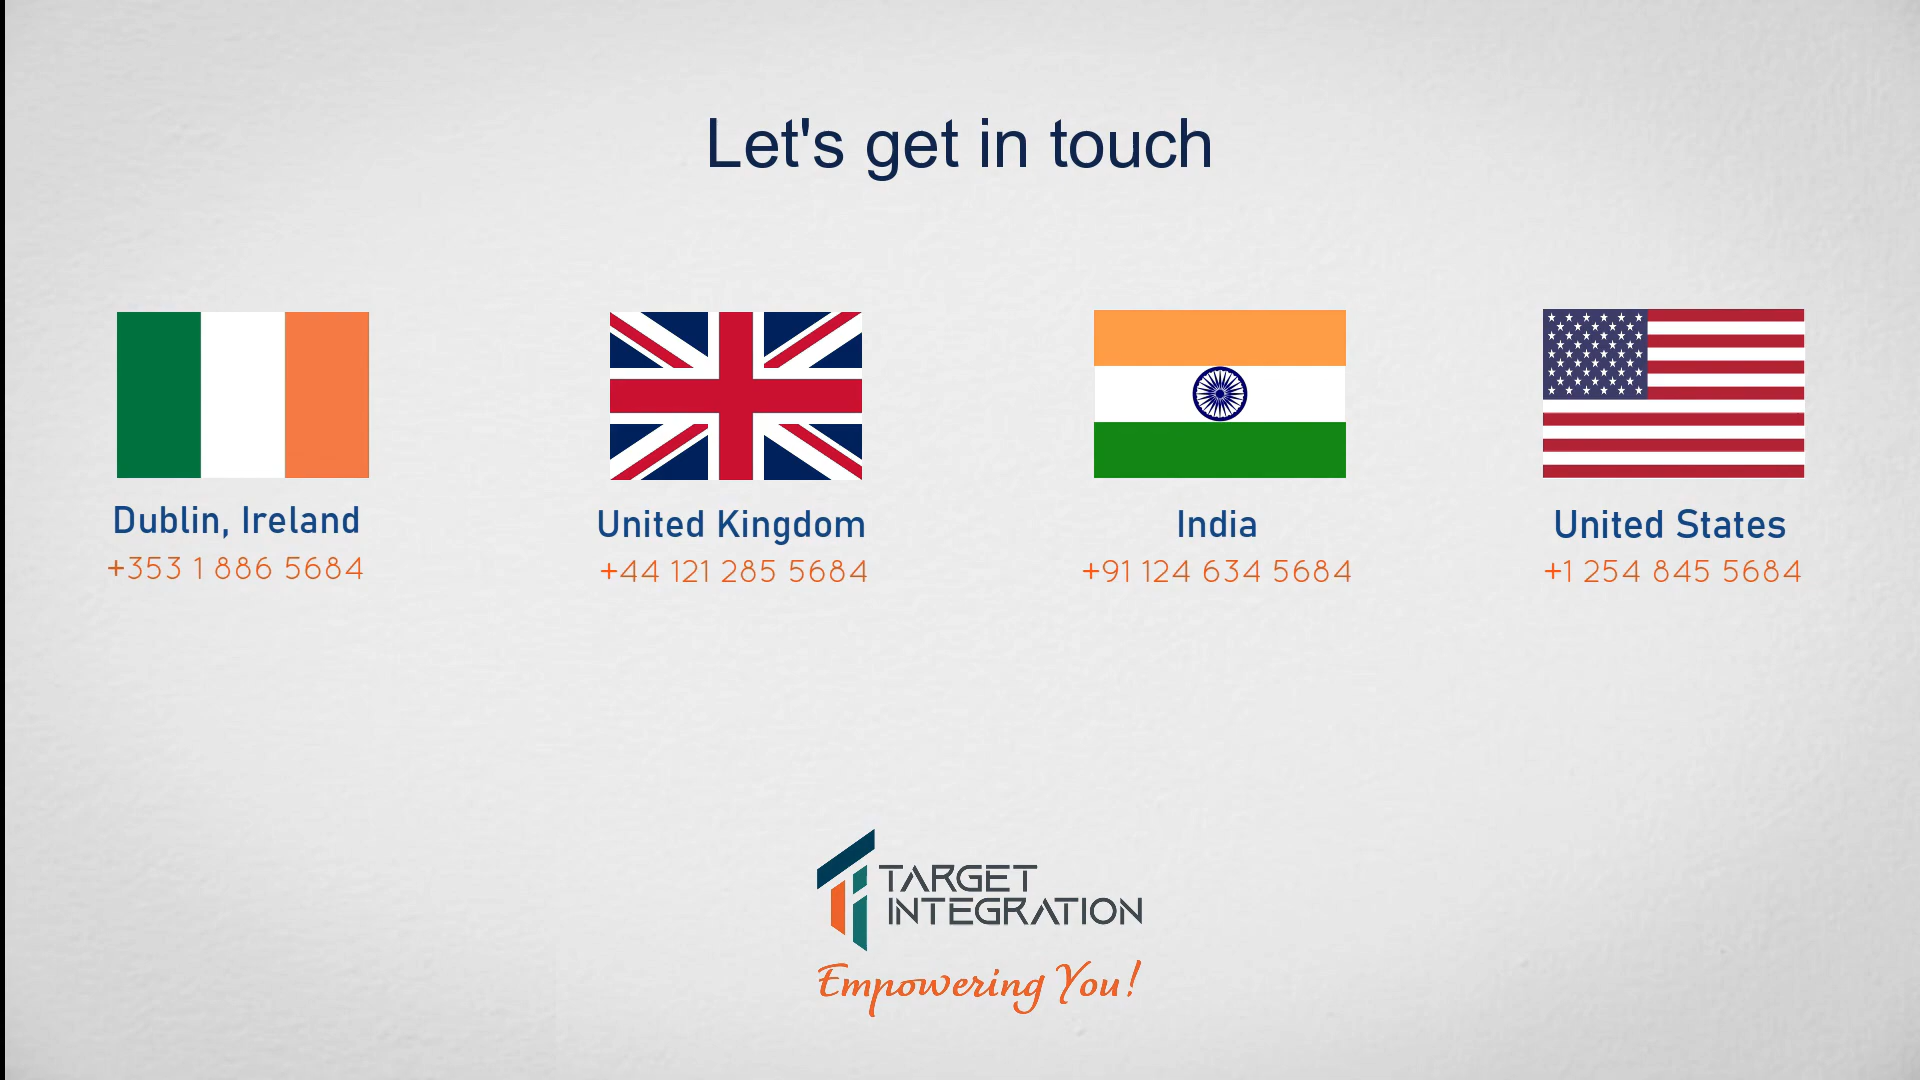 Let's get in touch
Dublin, Ireland
+353 1 886 5684
United Kingdom
+44 121 285 5684
India
+91 124 634 5684
United States
+1 254 845 5684
TARGET
INTEGRATION
Empowering You!